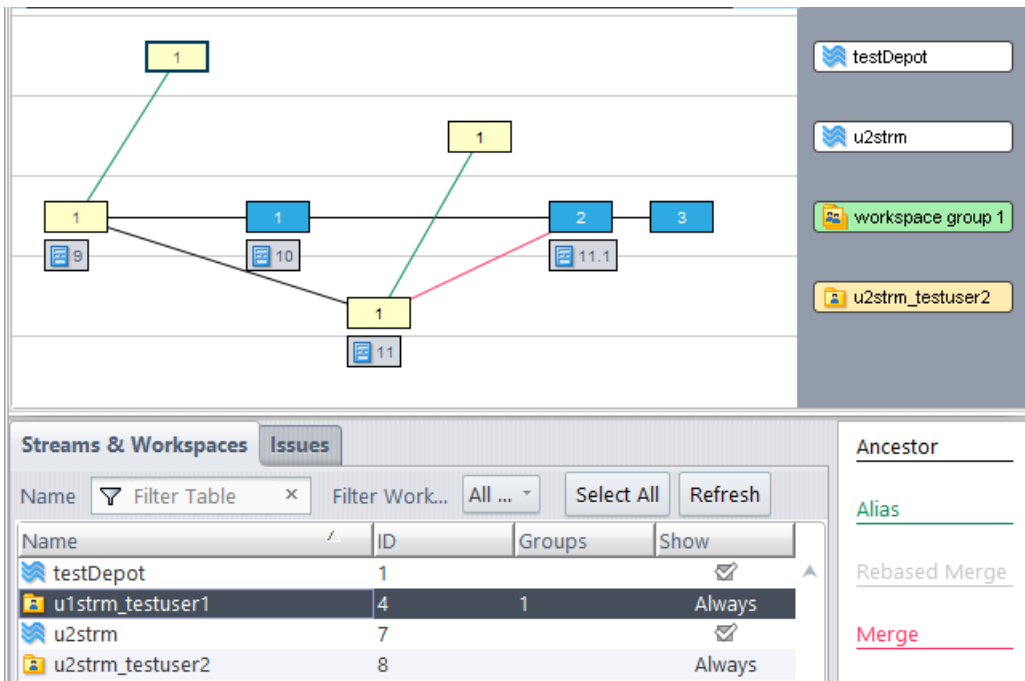 1
testDepot
1
u2strm
1
1
2
3
workspace group 1
9
10
11.1
1
u2strm_testuser2
11
Streams & Workspaces
Issues
Name
Filter Table
×
Filter Work...
All ...
Select All
Refresh
Name
ID
Groups
Show
testDepot
1
u1strm_testuser1
4
1
Always
u2strm
7
u2strm_testuser2
8
Always
Ancestor
Alias
Rebased Merge
Merge